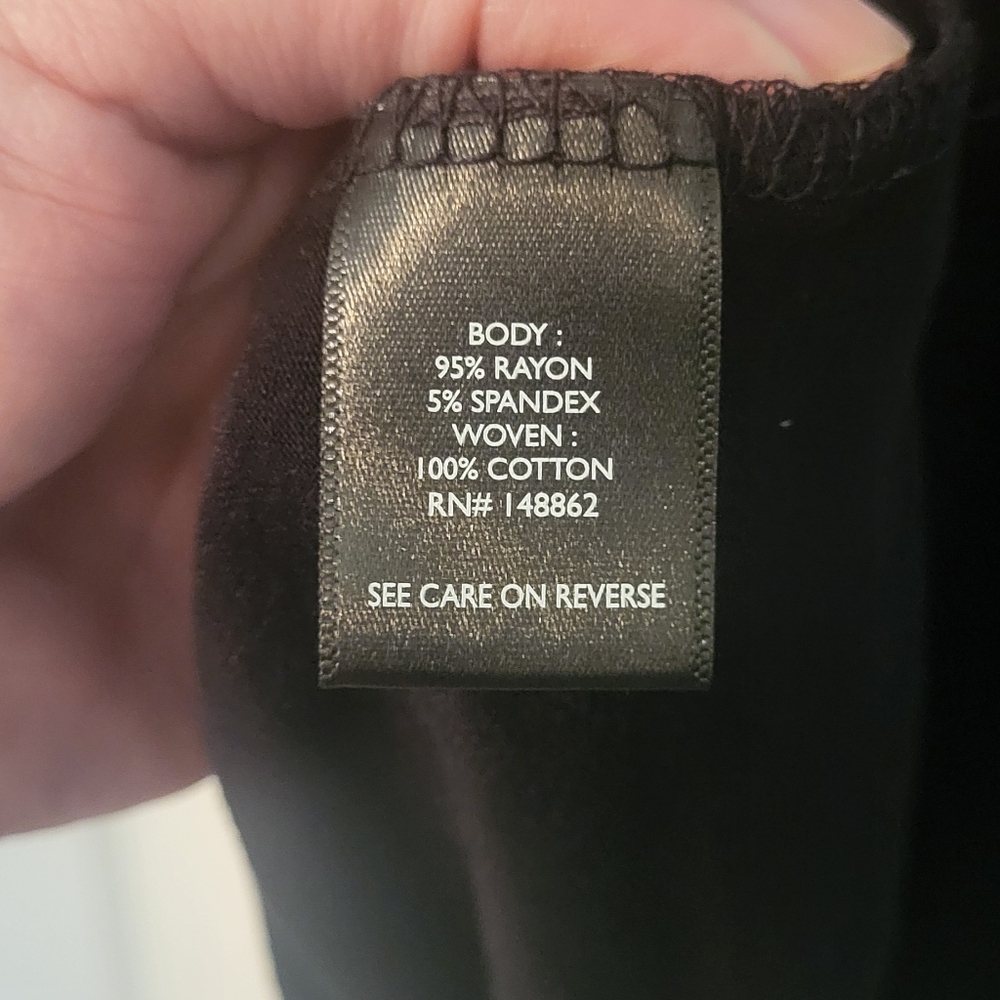 BODY :
95% RAYON
5% SPANDEX
WOVEN :
100% COTTON
RN# 148862
SEE CARE ON REVERSE